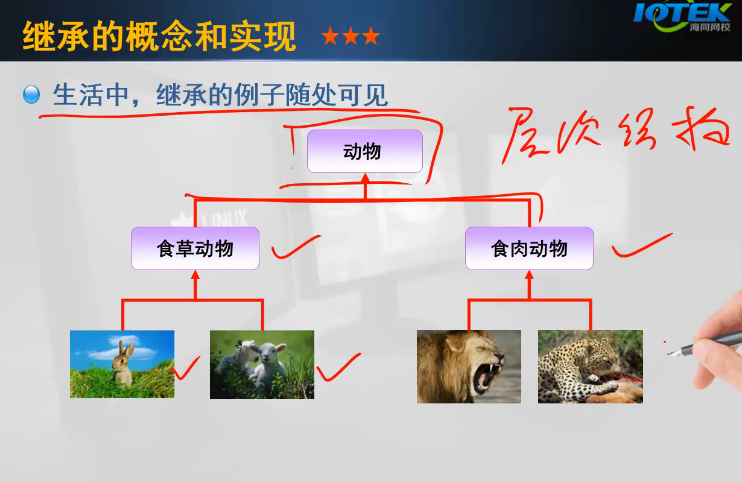 继承的概念和实现 ★★★
IOTEK
海同网校
生活中，继承的例子随处可见
层次结构
动物
LINUX
食草动物
食肉动物